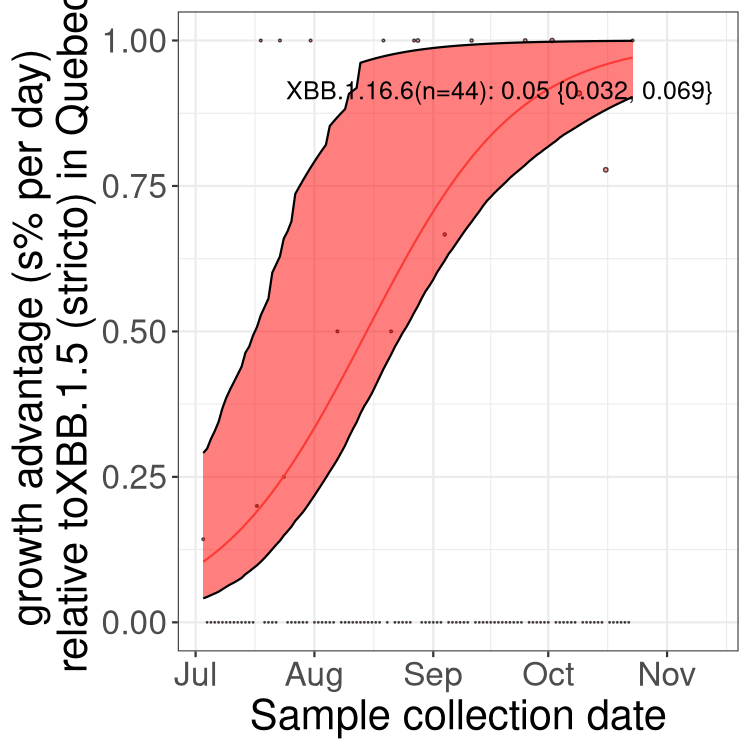 growth advantage (s% per day)
relative toXBB.1.5 (stricto) in Quebec
1.00
XBB.1.16.6(n=44): 0.05 {0.032, 0.069}
0.75
0.50
0.25
0.00
Jul Aug Sep Oct Nov
Sample collection date